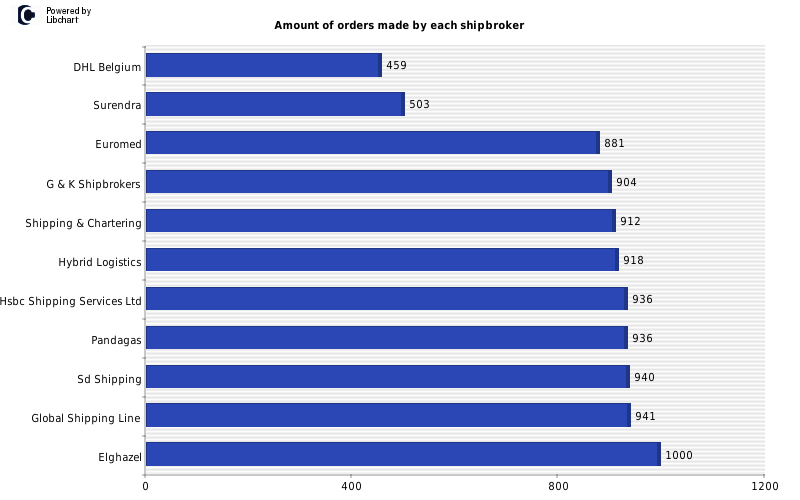 Powered by
Libchart
Amount of orders made by each shipbroker
DHL Belgium 459
Surendra 503
Euromed 881
G & K Shipbrokers 904
Shipping & Chartering 912
Hybrid Logistics 918
Hsbc Shipping Services Ltd 936
Pandagas 936
Sd Shipping 940
Global Shipping Line 941
Elghazel 1000
0 400 800 1200